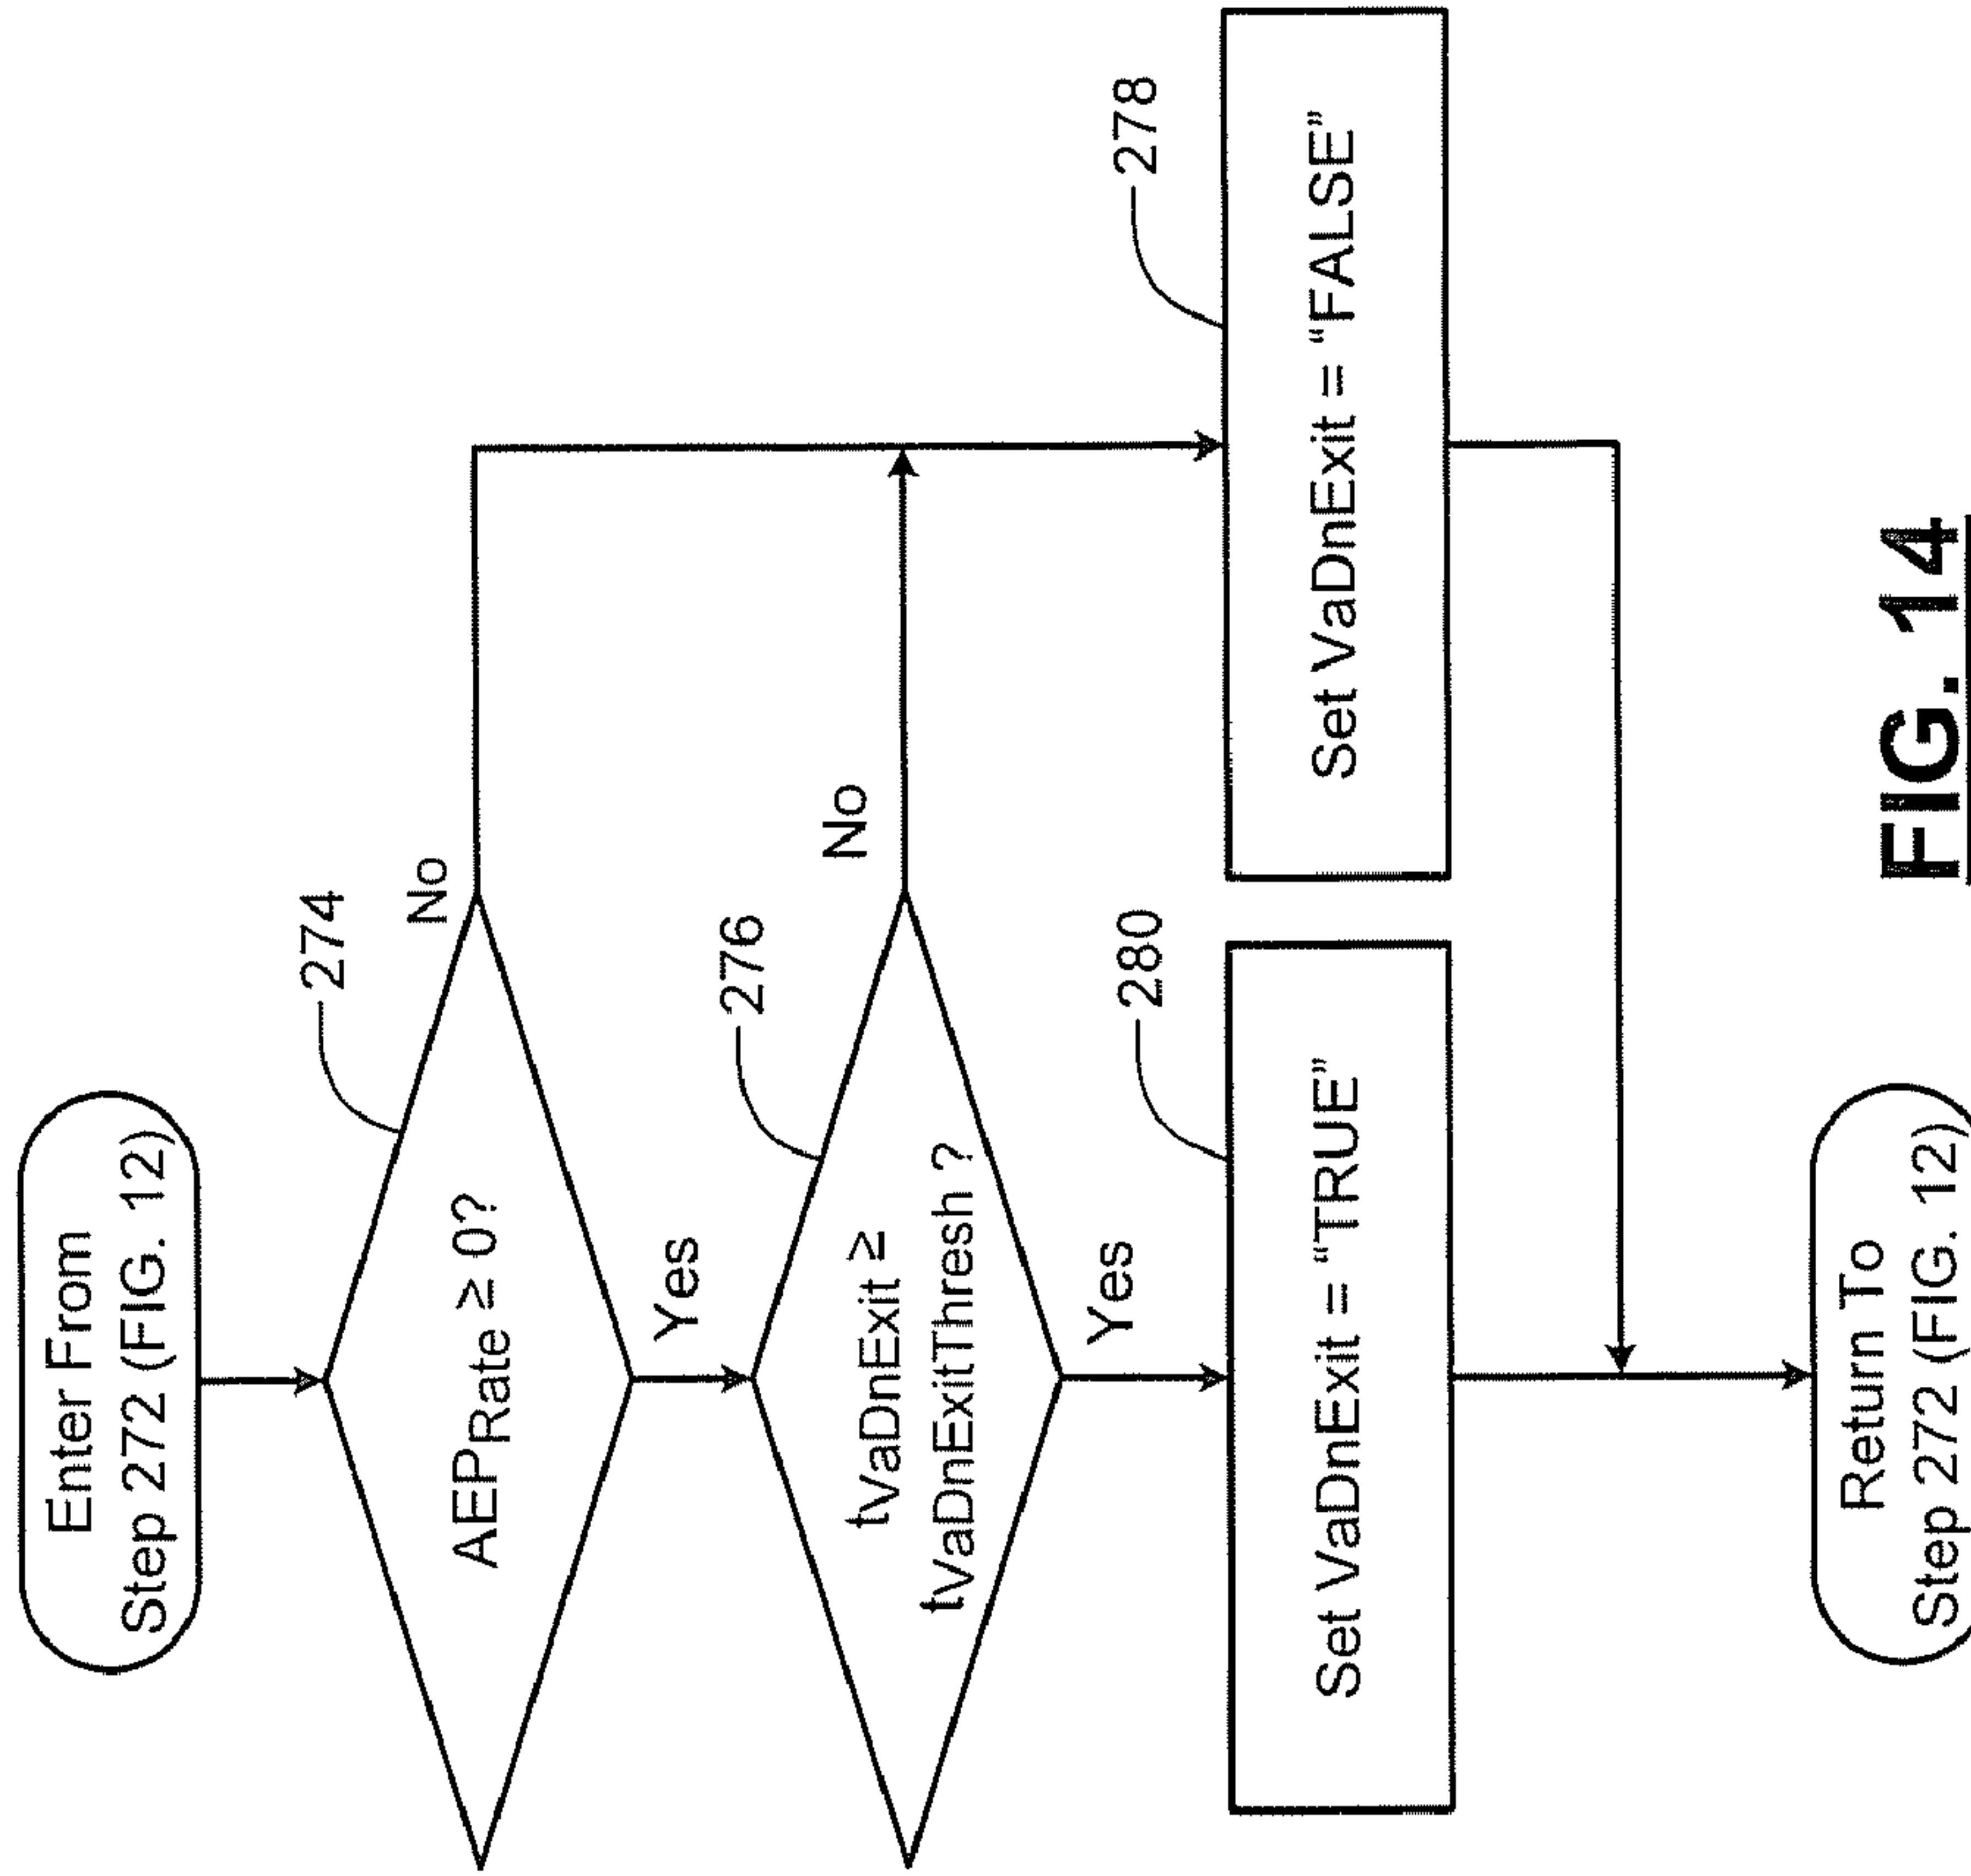 Enter From
Step 272 (FIG. 12)
274
AEPRate ≥ 0?
No
Yes
276
tVaDnExit ≥
tVaDnExitThresh ?
No
Yes
280
Set VaDnExit = “TRUE”
278
Set VaDnExit = “FALSE”
Return To
Step 272 (FIG. 12)
FIG. 14